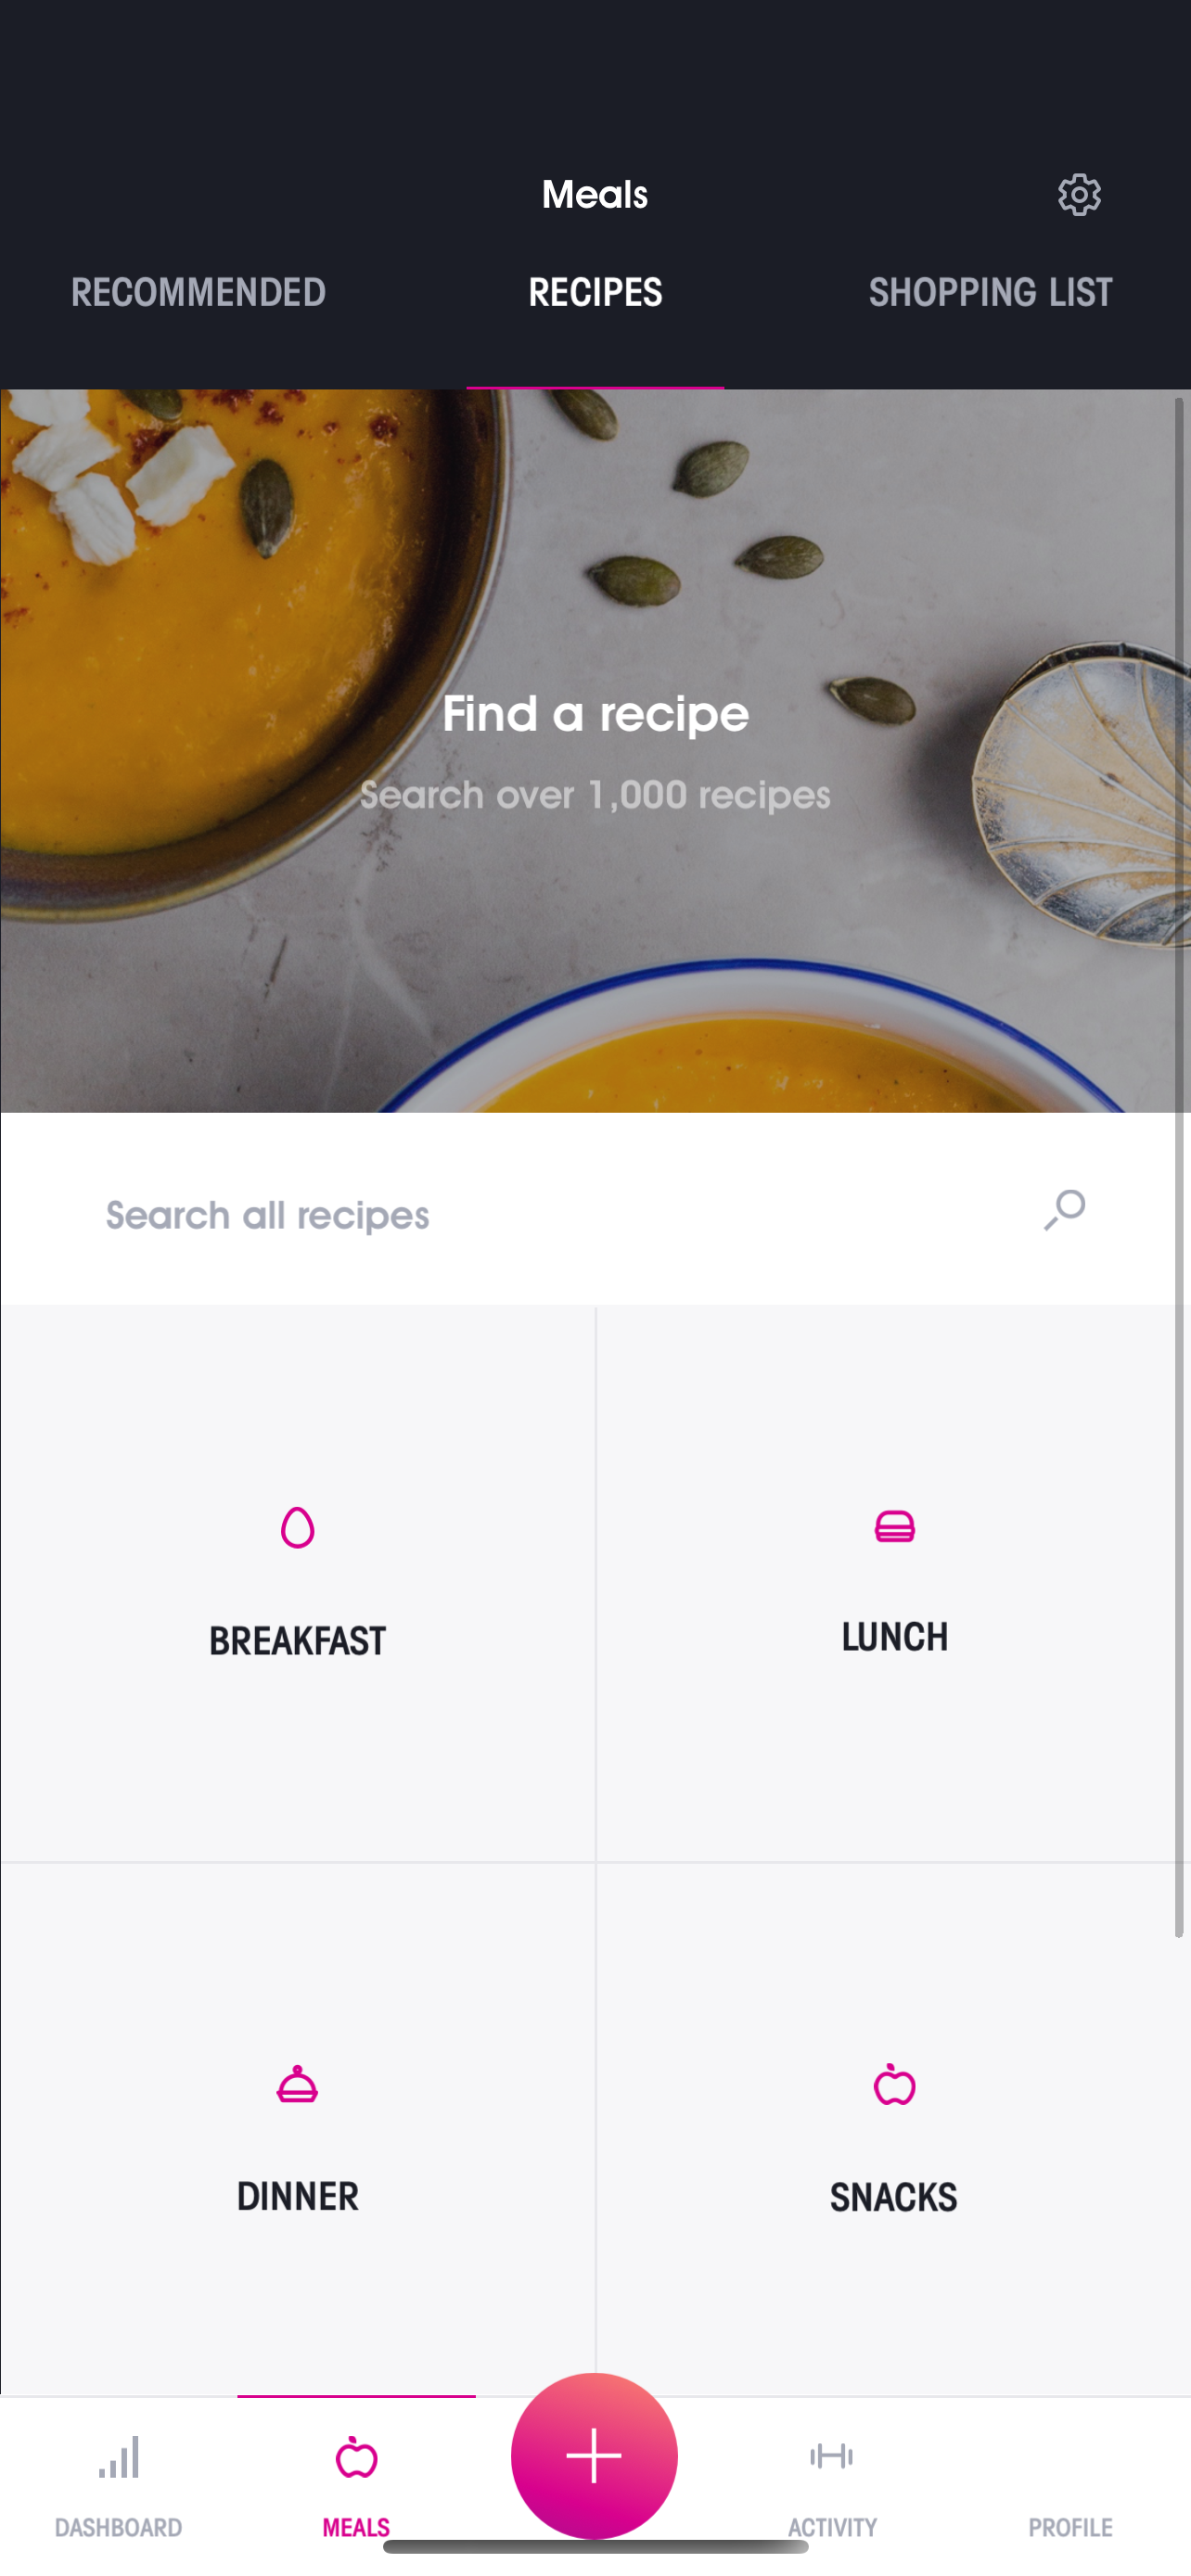 Meals
RECOMMENDED
RECIPES
SHOPPING LIST
Find a recipe
Search over 1,000 recipes
Search all recipes
BREAKFAST
LUNCH
DINNER
SNACKS
DASHBOARD
MEALS
ACTIVITY
PROFILE